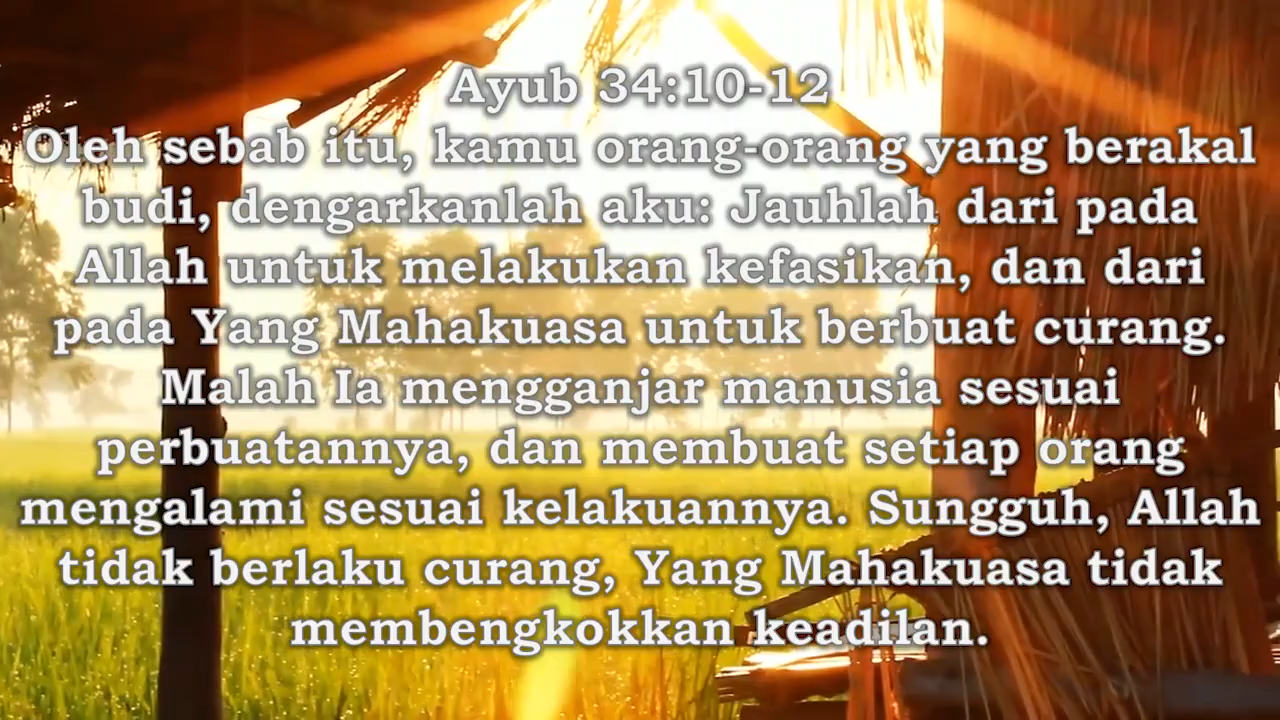 Ayub 34:10-12
Oleh sebab itu, kamu orang-orang yang berakal
budi, dengarkanlah aku: Jauhlah dari pada
Allah untuk melakukan kefasikan, dan dari
pada Yang Mahakuasa untuk berbuat curang.
Malah Ia mengganjar manusia sesuai
perbuatannya, dan membuat setiap orang
mengalami sesuai kelakuannya. Sungguh, Allah
tidak berlaku curang, Yang Mahakuasa tidak
membengkokkan keadilan.